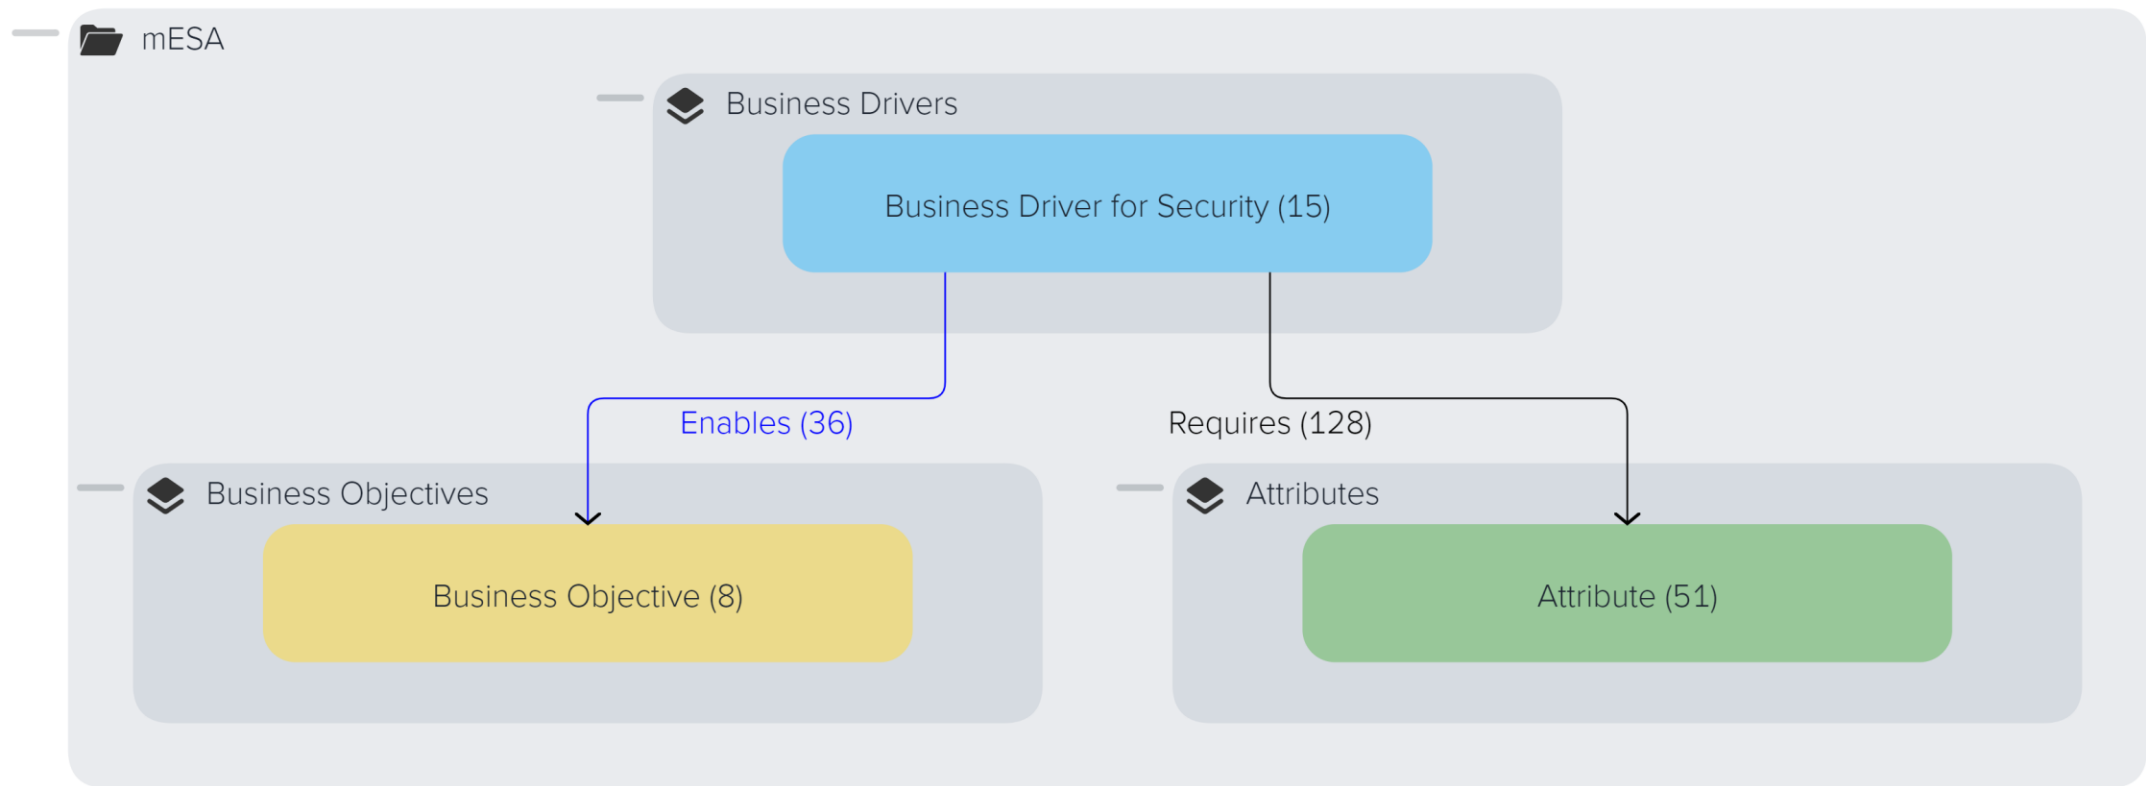 mESA
Business Drivers
Business Driver for Security (15)
Enables (36)
Requires (128)
Business Objectives
Business Objective (8)
Attributes
Attribute (51)